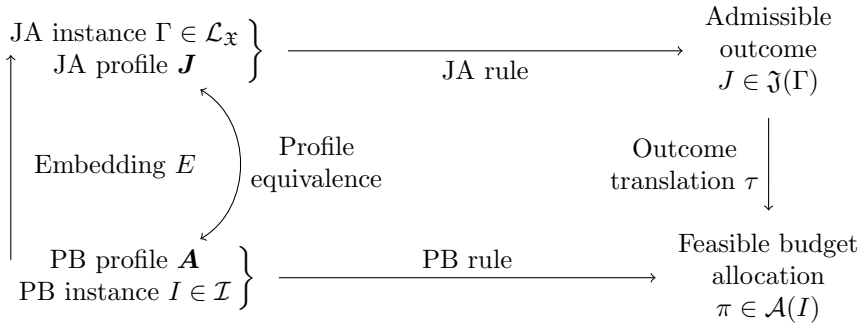 JA instance Γ ∈ 𝓛_𝔛
JA profile 𝑱
JA rule
Admissible
outcome
J ∈ 𝔍(Γ)
Embedding E
Profile
equivalence
Outcome
translation τ
PB profile 𝑨
PB instance I ∈ 𝓘
PB rule
Feasible budget
allocation
π ∈ 𝓐(I)